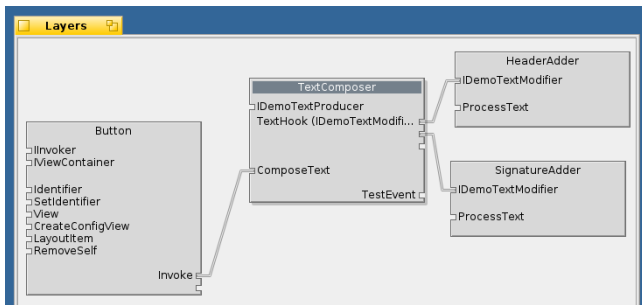 Layers
Button
IInvoker
IViewContainer
Identifier
SetIdentifier
View
CreateConfigView
LayoutItem
RemoveSelf
Invoke
TextComposer
IDemoTextProducer
TextHook (IDemoTextModifi...
ComposeText
TestEvent
HeaderAdder
IDemoTextModifier
ProcessText
SignatureAdder
IDemoTextModifier
ProcessText